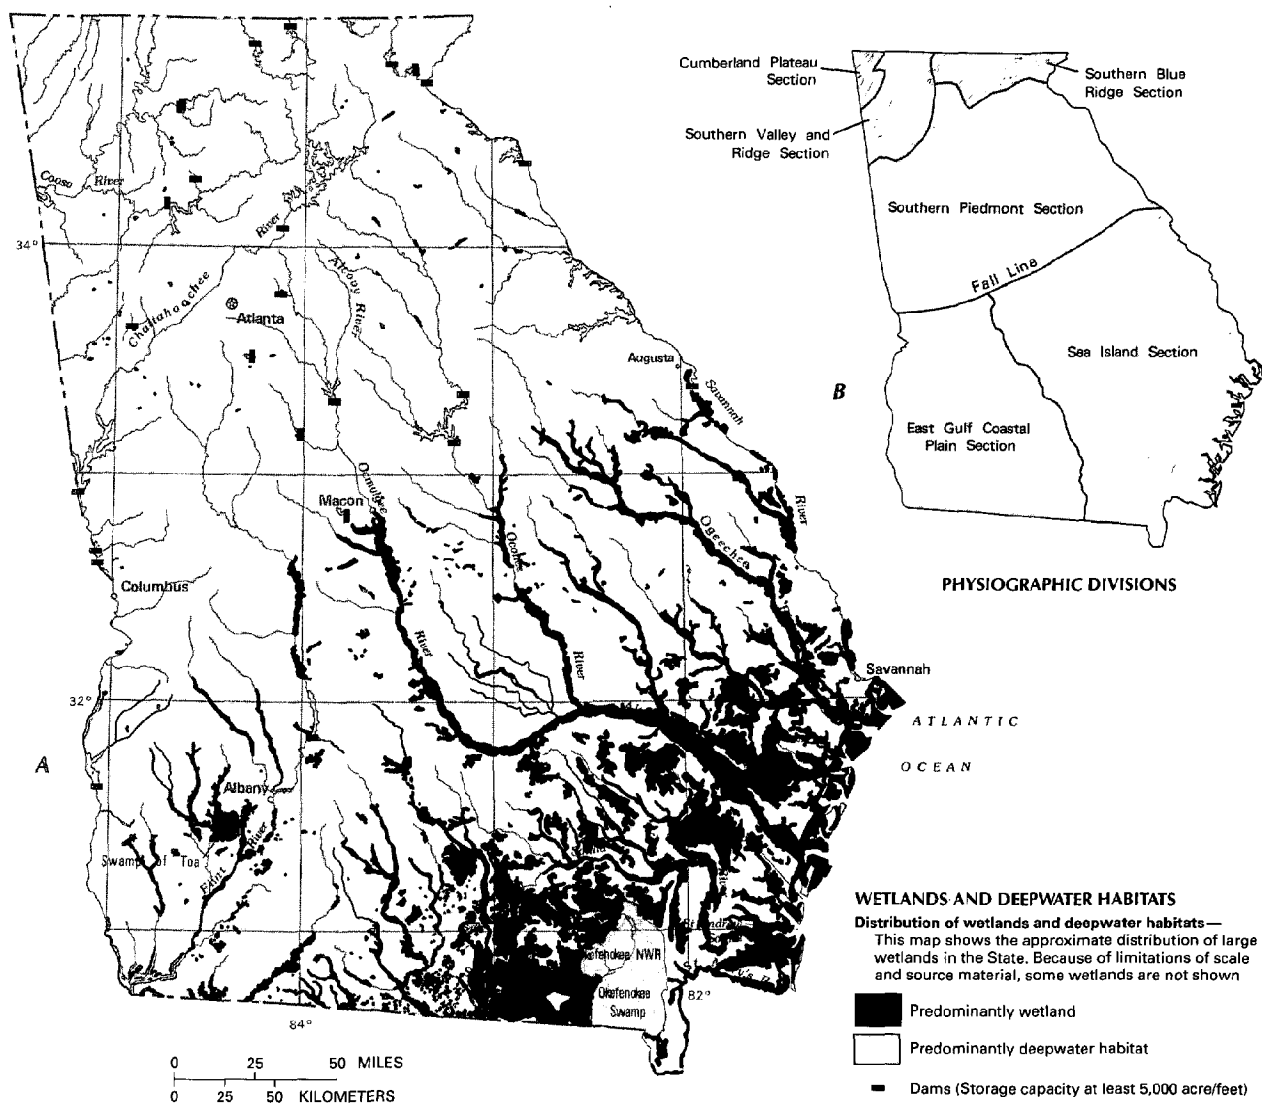 Cumberland Plateau
Section
Southern Blue
Ridge Section
Southern Valley and
Ridge Section
Southern Piedmont Section
Fall Line
Sea Island Section
East Gulf Coastal
Plain Section
B
PHYSIOGRAPHIC DIVISIONS
Coosa River
34°
Chattahoochee River
Alcovy River
Atlanta
Augusta
Savannah River
Macon
Ocmulgee River
Oconee River
Ogeechee
Columbus
Savannah
32°
ATLANTIC
OCEAN
A
Albany
Swamp of Toa
Flint River
Okefenokee NWR
Okefenokee
Swamp
82°
84°
0 25 50 MILES
0 25 50 KILOMETERS
WETLANDS AND DEEPWATER HABITATS
Distribution of wetlands and deepwater habitats—
This map shows the approximate distribution of large
wetlands in the State. Because of limitations of scale
and source material, some wetlands are not shown
Predominantly wetland
Predominantly deepwater habitat
Dams (Storage capacity at least 5,000 acre/feet)